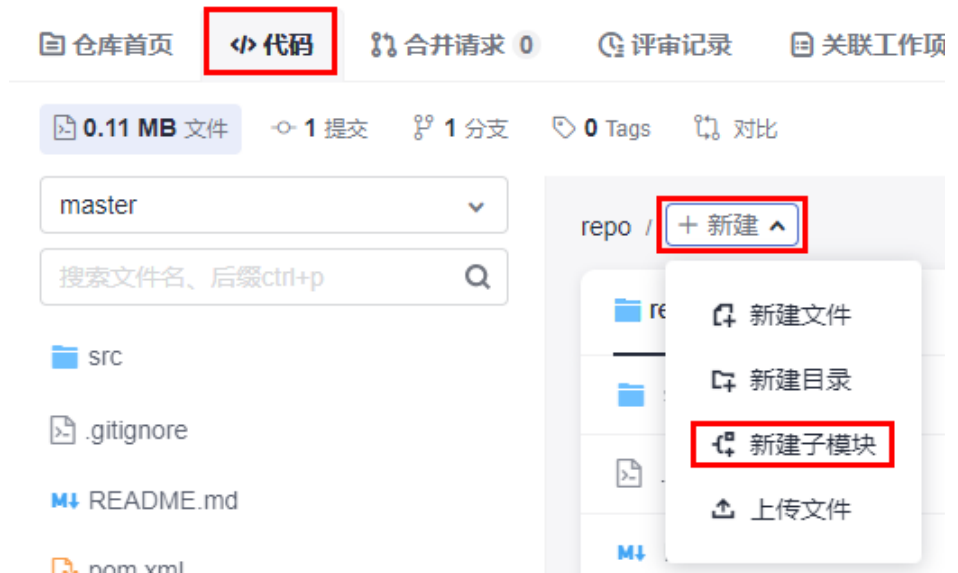 仓库首页 </> 代码 合并请求 0 评审记录 关联工作项
0.11 MB 文件 1 提交 1 分支 0 Tags 对比
master
repo / + 新建
搜索文件名、后缀ctrl+p
re
新建文件
src
新建目录
.gitignore
新建子模块
README.md
上传文件
pom.xml